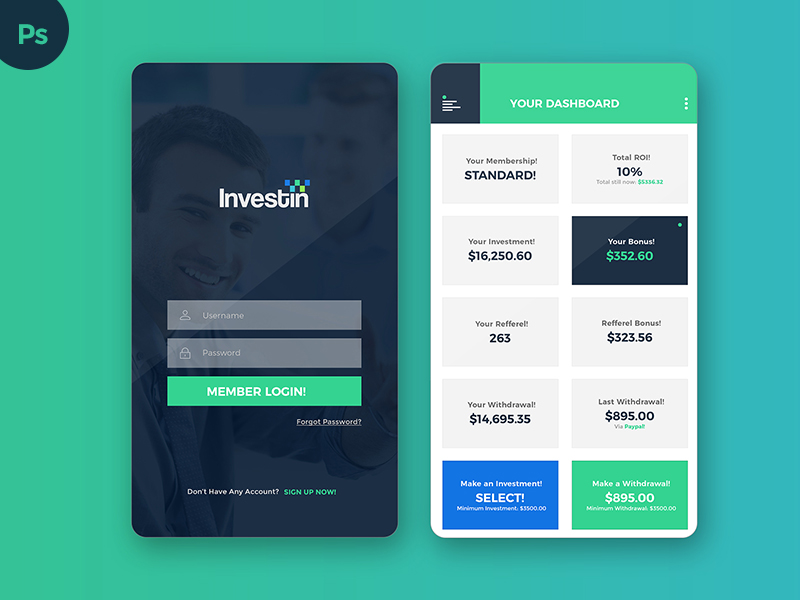 Ps
Investin
Username
Password
MEMBER LOGIN!
Forgot Password?
Don't Have Any Account? SIGN UP NOW!
YOUR DASHBOARD
Your Membership!
STANDARD!
Total ROI!
10%
Total still now: $5336.52
Your Investment!
$16,250.60
Your Bonus!
$352.60
Your Refferel!
263
Refferel Bonus!
$323.56
Your Withdrawal!
$14,695.35
Last Withdrawal!
$895.00
Via Paypal!
Make an Investment!
SELECT!
Minimum Investment: $3500.00
Make a Withdrawal!
$895.00
Minimum Withdrawal: $3500.00